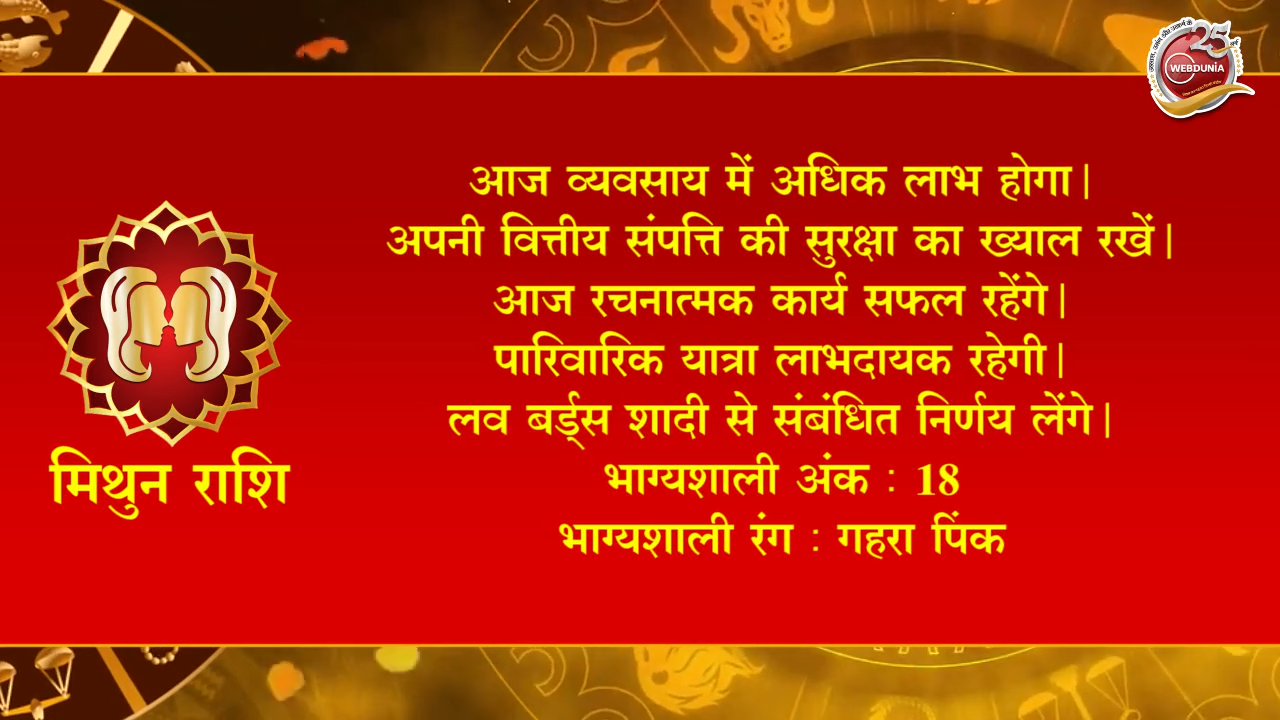 25
WEBDUNIA
आज व्यवसाय में अधिक लाभ होगा|
अपनी वित्तीय संपत्ति की सुरक्षा का ख्याल रखें|
आज रचनात्मक कार्य सफल रहेंगे|
पारिवारिक यात्रा लाभदायक रहेगी|
लव बर्ड्स शादी से संबंधित निर्णय लेंगे|
भाग्यशाली अंक : 18
भाग्यशाली रंग : गहरा पिंक
मिथुन राशि